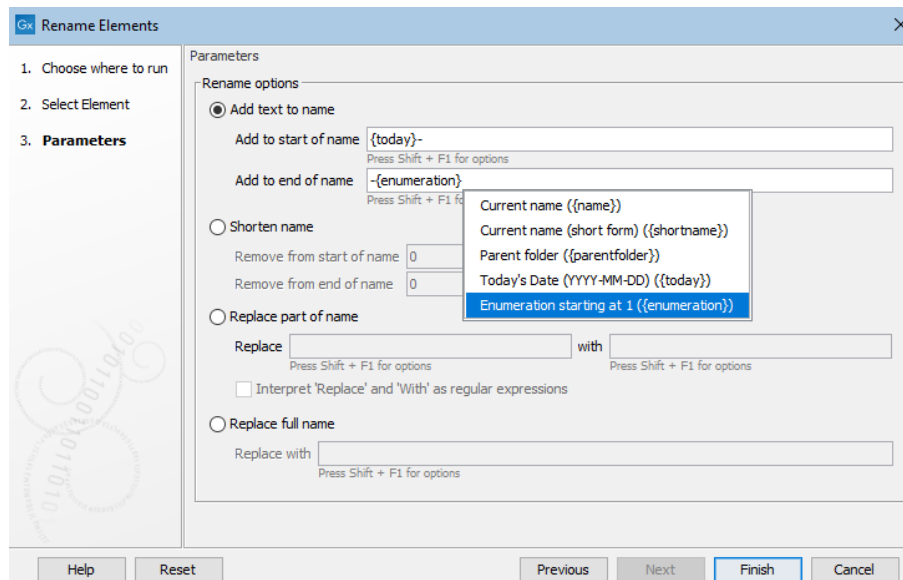 Gx Rename Elements
1. Choose where to run
2. Select Element
3. Parameters
Parameters
Rename options
Add text to name
Add to start of name {today}-
Press Shift + F1 for options
Add to end of name -{enumeration}
Press Shift + F1 fo
Current name ({name})
Current name (short form) ({shortname})
Parent folder ({parentfolder})
Today's Date (YYYY-MM-DD) ({today})
Enumeration starting at 1 ({enumeration})
Shorten name
Remove from start of name 0
Remove from end of name 0
Replace part of name
Replace with
Press Shift + F1 for options Press Shift + F1 for options
Interpret 'Replace' and 'With' as regular expressions
Replace full name
Replace with
Press Shift + F1 for options
Help Reset Previous Next Finish Cancel